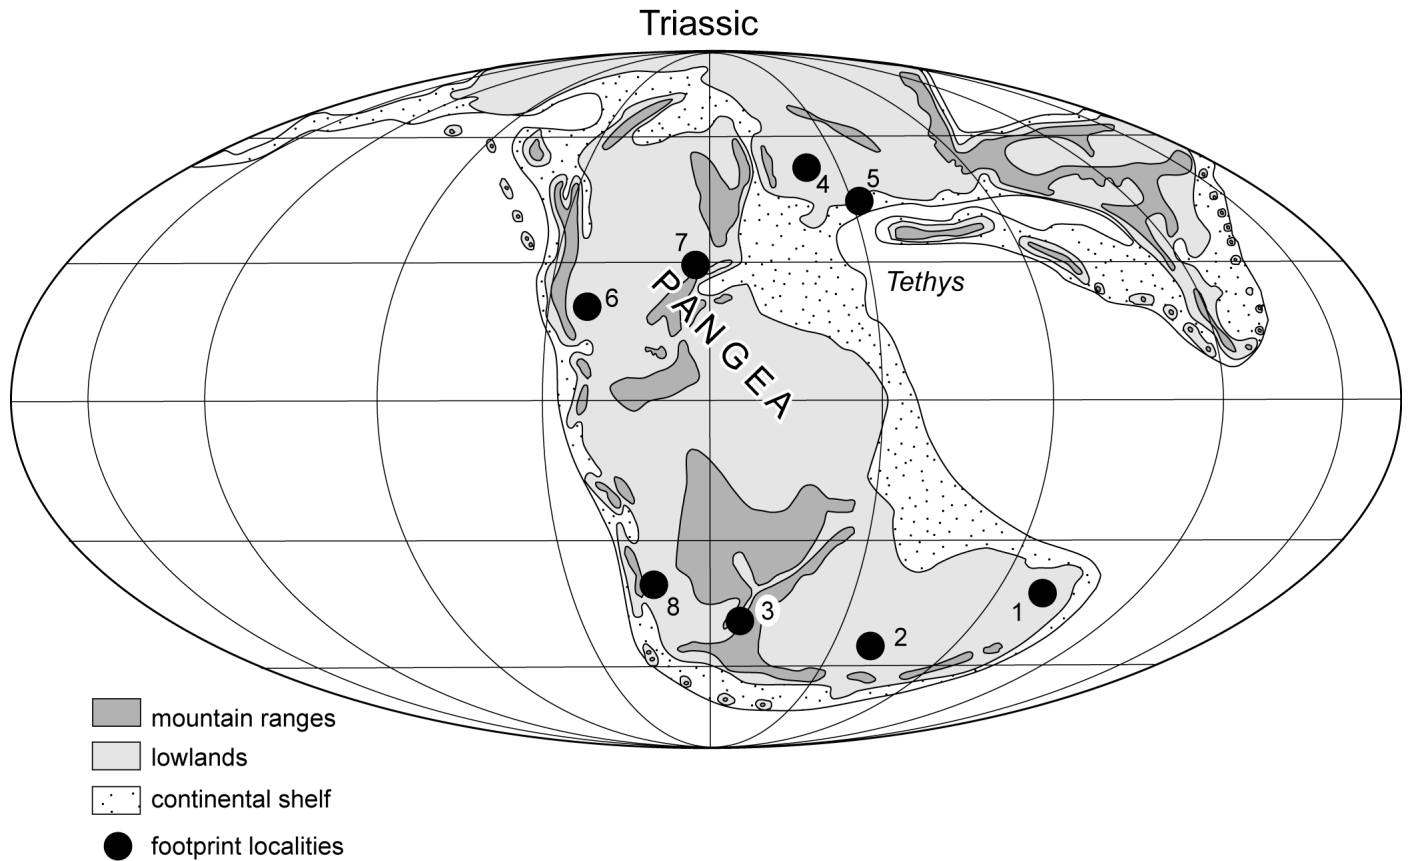 Triassic
4
5
7
Tethys
6
PANGEA
8
3
2
1
mountain ranges
lowlands
continental shelf
footprint localities